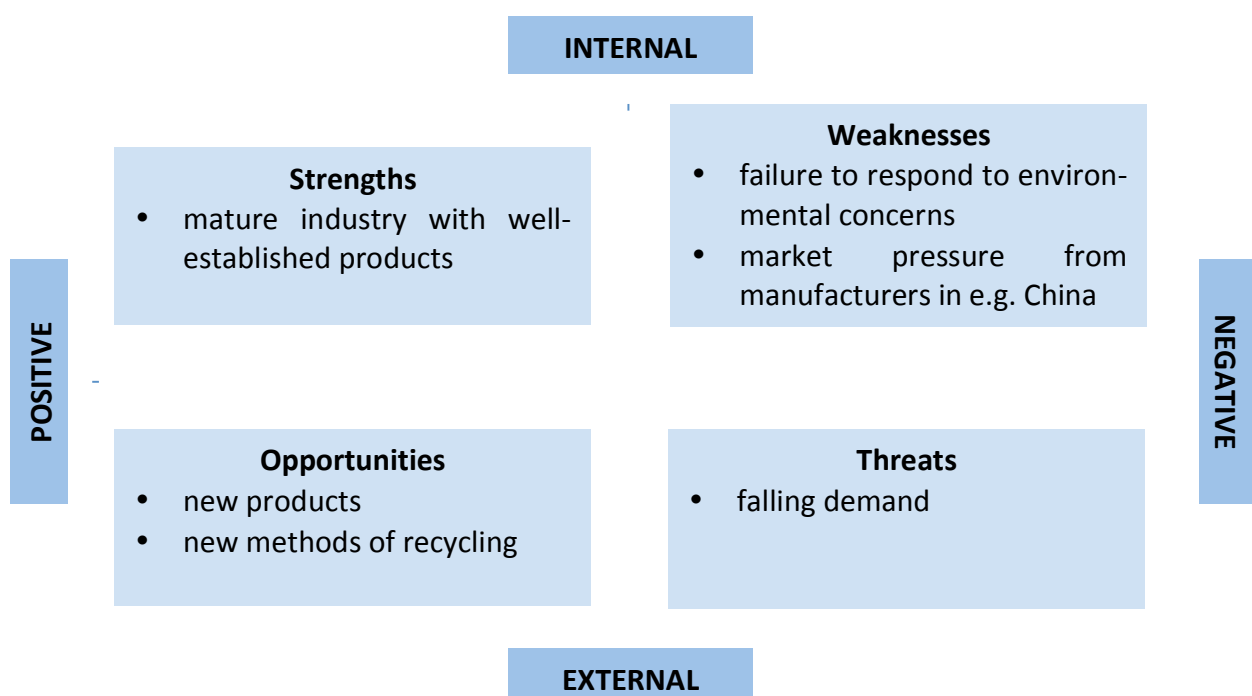 INTERNAL
Strengths
• mature industry with well-
established products
Weaknesses
• failure to respond to environ-
mental concerns
• market pressure from
manufacturers in e.g. China
POSITIVE
NEGATIVE
Opportunities
• new products
• new methods of recycling
Threats
• falling demand
EXTERNAL